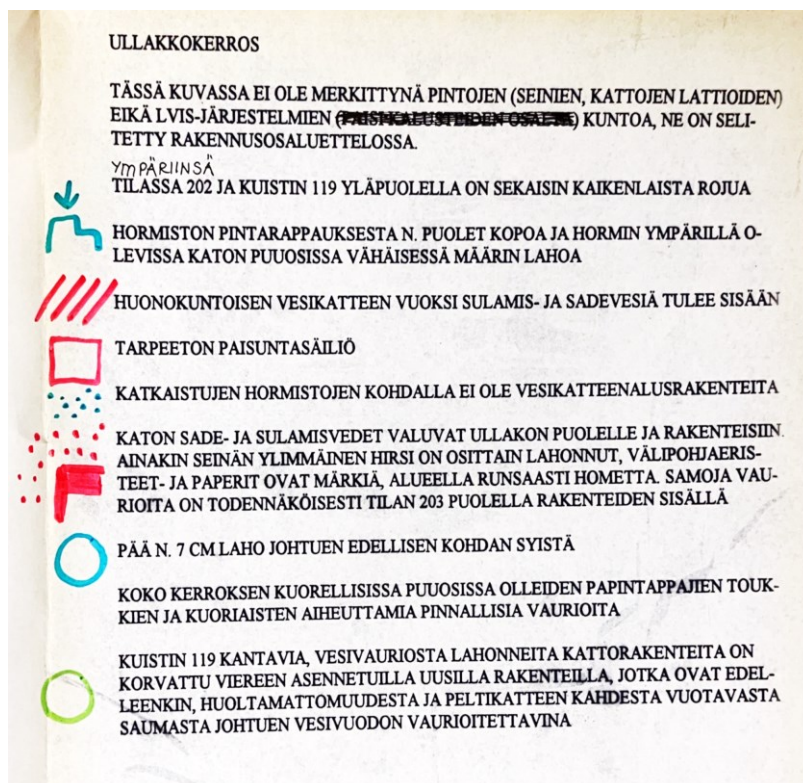 ULLAKKOKERROS
TÄSSÄ KUVASSA EI OLE MERKITTYNÄ PINTOJEN (SEINIEN, KATTOJEN LATTIOIDEN)
EIKÄ LVIS-JÄRJESTELMIEN (PAISI KALUSTEIDEN OSALTA) KUNTOA, NE ON SELI-
TETTY RAKENNUSOSALUETTELOSSA.
YMPÄRIINSÄ
TILASSA 202 JA KUISTIN 119 YLÄPUOLELLA ON SEKAISIN KAIKENLAISTA ROJUA
HORMISTON PINTARAPPAUKSESTA N. PUOLET KOPOA JA HORMIN YMPÄRILLÄ O-
LEVISSA KATON PUUOSISSA VÄHÄISESSÄ MÄÄRIN LAHOA
HUONOKUNTOISEN VESIKATTEEN VUOKSI SULAMIS- JA SADEVESIÄ TULEE SISÄÄN
TARPEETON PAISUNTASÄILIÖ
KATKAISTUJEN HORMISTOJEN KOHDALLA EI OLE VESIKATTEENALUSRAKENTEITA
KATON SADE- JA SULAMISVEDET VALUVAT ULLAKON PUOLELLE JA RAKENTEISIIN.
AINAKIN SEINÄN YLIMMÄINEN HIRSI ON OSITTAIN LAHONNUT, VÄLIPOHJAERIS-
TEET- JA PAPERIT OVAT MÄRKIÄ, ALUEELLA RUNSAASTI HOMETTA. SAMOJA VAU-
RIOITA ON TODENNÄKÖISESTI TILAN 203 PUOLELLA RAKENTEIDEN SISÄLLÄ
PÄÄ N. 7 CM LAHO JOHTUEN EDELLISEN KOHDAN SYISTÄ
KOKO KERROKSEN KUORELLISISSA PUUOSISSA OLLEIDEN PAPINTAPPAJIEN TOUK-
KIEN JA KUORIAISTEN AIHEUTTAMIA PINNALLISIA VAURIOITA
KUISTIN 119 KANTAVIA, VESIVAURIOSTA LAHONNEITA KATTORAKENTEITA ON
KORVATTU VIEREEN ASENNETUILLA UUSILLA RAKENTEILLA, JOTKA OVAT EDEL-
LEENKIN, HUOLTAMATTOMUUDESTA JA PELTIKATTEEN KAHDESTA VUOTAVASTA
SAUMASTA JOHTUEN VESIVUODON VAURIOITETTAVINA